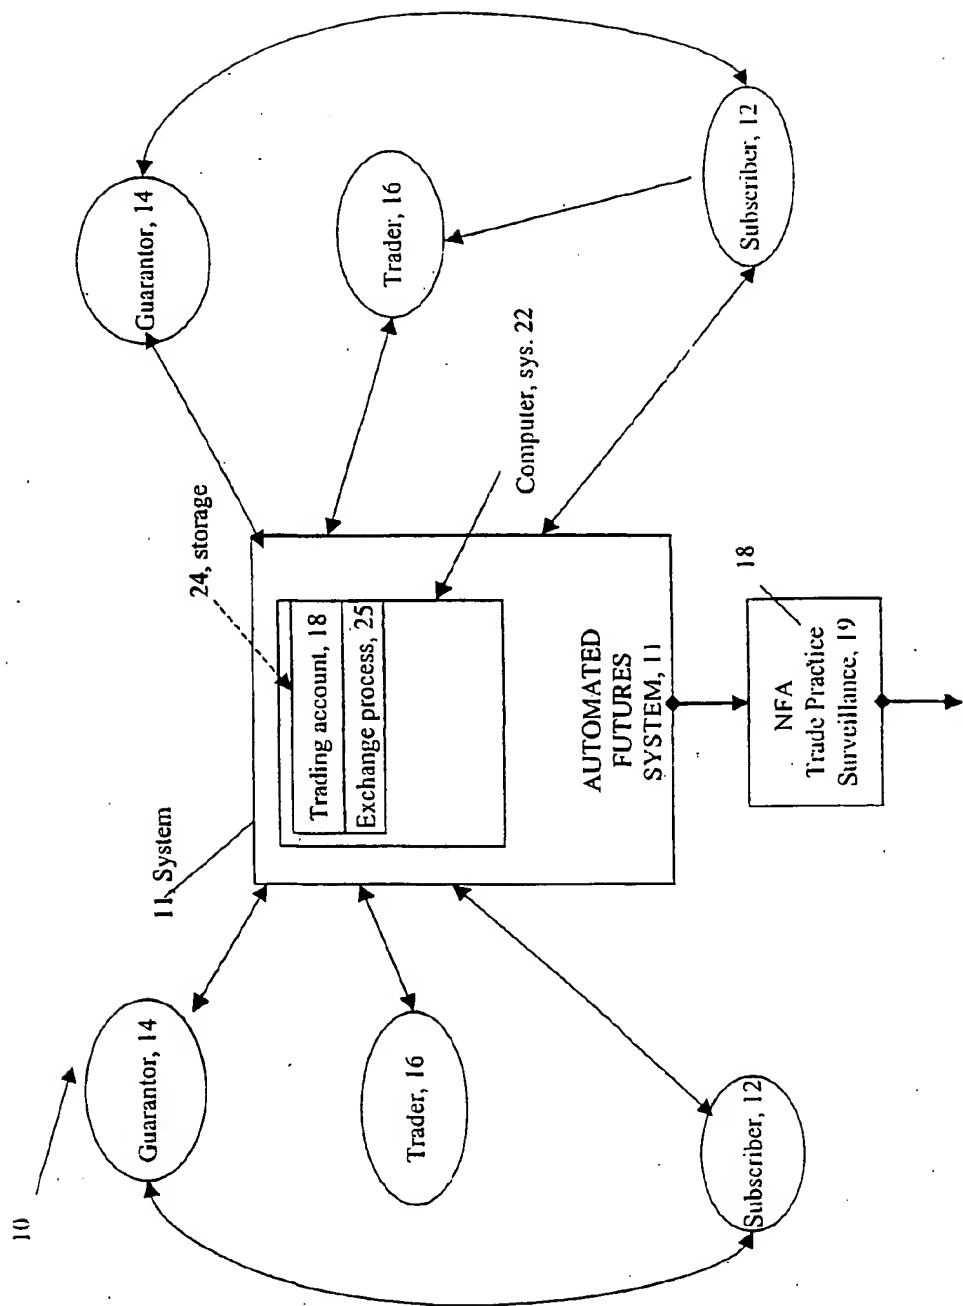 10
Guarantor, 14
Trader, 16
Subscriber, 12
11, System
24, storage
Trading account, 18
Exchange process, 25
Computer, sys. 22
AUTOMATED
FUTURES
SYSTEM, 11
18
NFA
Trade Practice
Surveillance, 19
Guarantor, 14
Trader, 16
Subscriber, 12